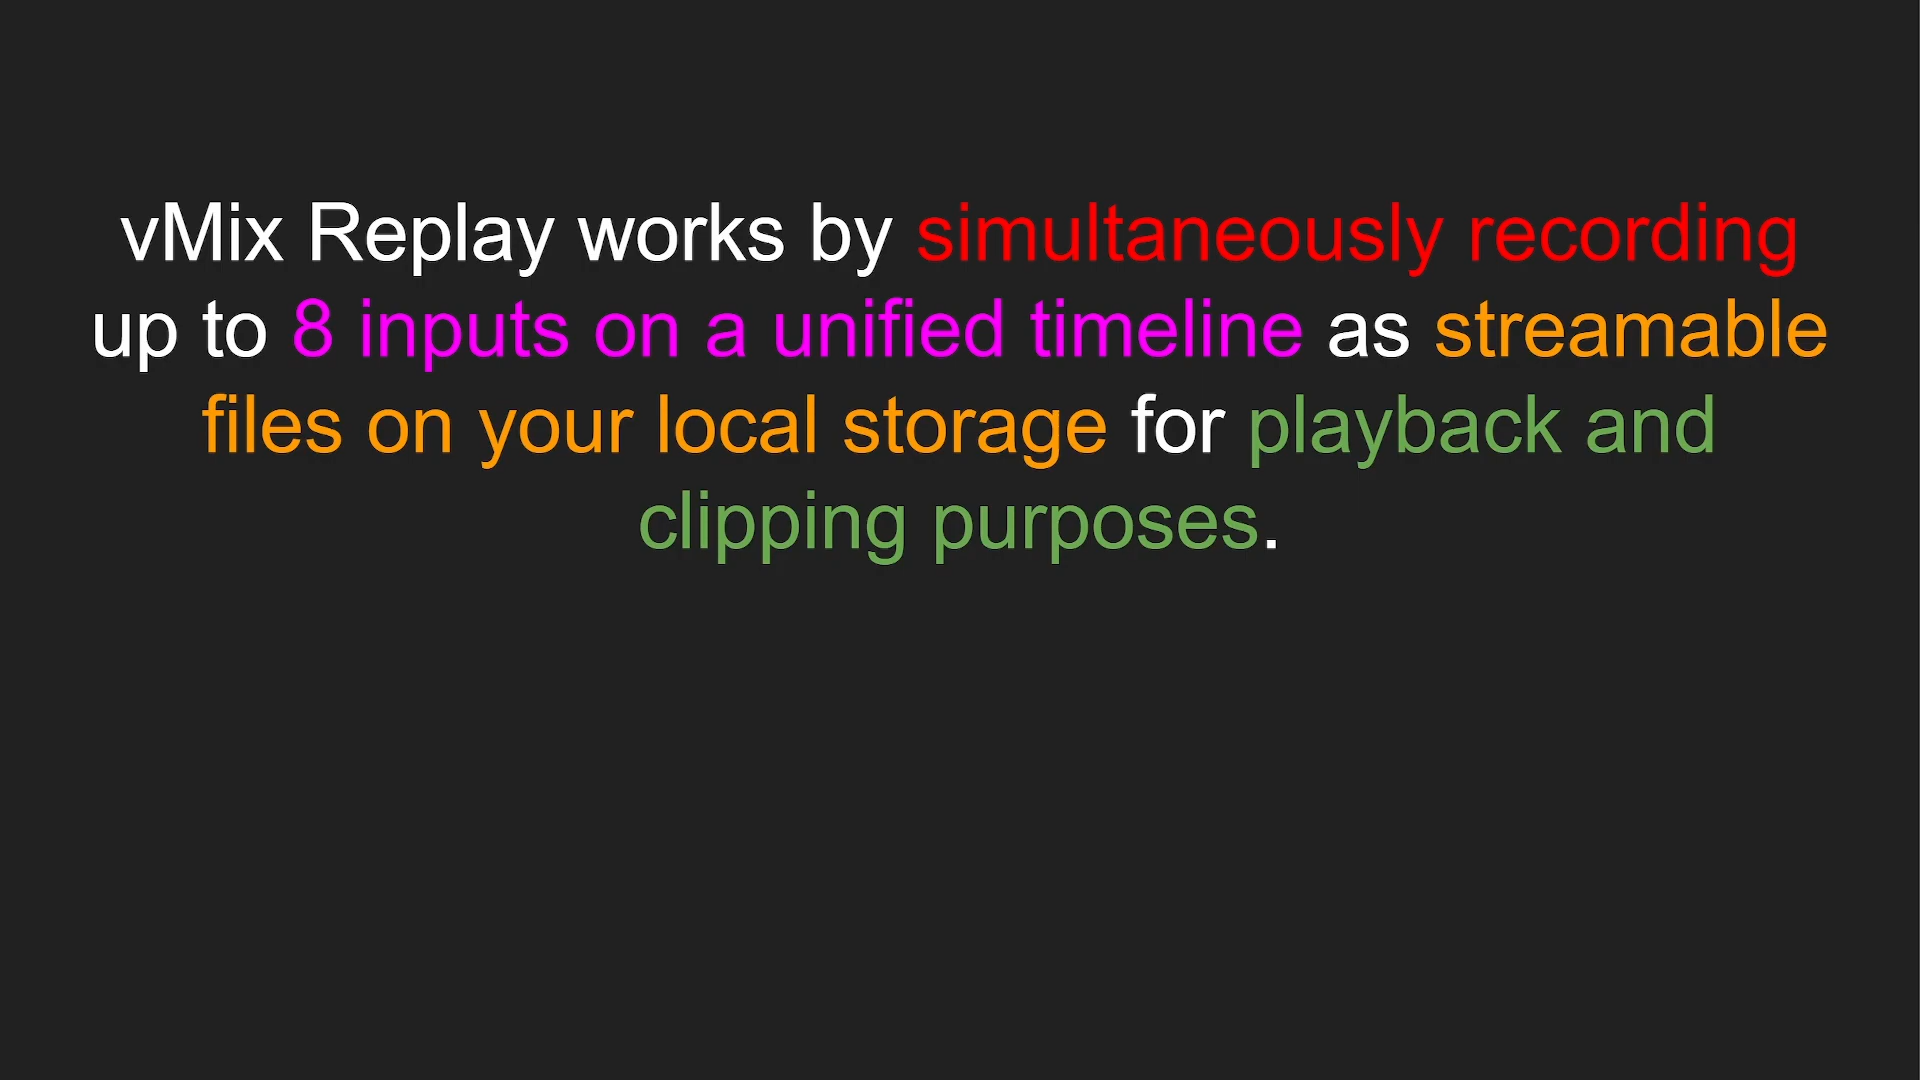 vMix Replay works by simultaneously recording
up to 8 inputs on a unified timeline as streamable
files on your local storage for playback and
clipping purposes.